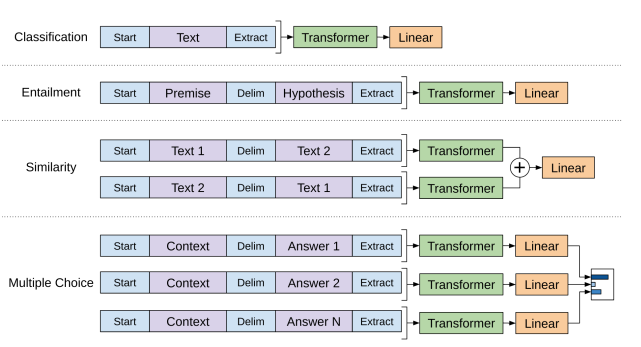 Classification Start Text Extract Transformer Linear
Entailment Start Premise Delim Hypothesis Extract Transformer Linear
Similarity
Start Text 1 Delim Text 2 Extract Transformer
Start Text 2 Delim Text 1 Extract Transformer
Linear
Multiple Choice
Start Context Delim Answer 1 Extract Transformer Linear
Start Context Delim Answer 2 Extract Transformer Linear
Start Context Delim Answer N Extract Transformer Linear